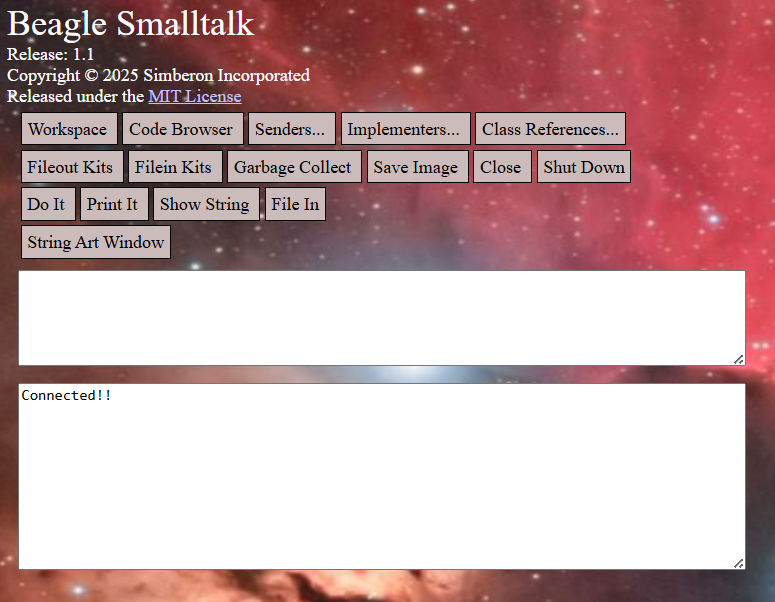 Beagle Smalltalk
Release: 1.1
Copyright © 2025 Simberon Incorporated
Released under the MIT License
Workspace Code Browser Senders... Implementers... Class References...
Fileout Kits Filein Kits Garbage Collect Save Image Close Shut Down
Do It Print It Show String File In
String Art Window
Connected!!